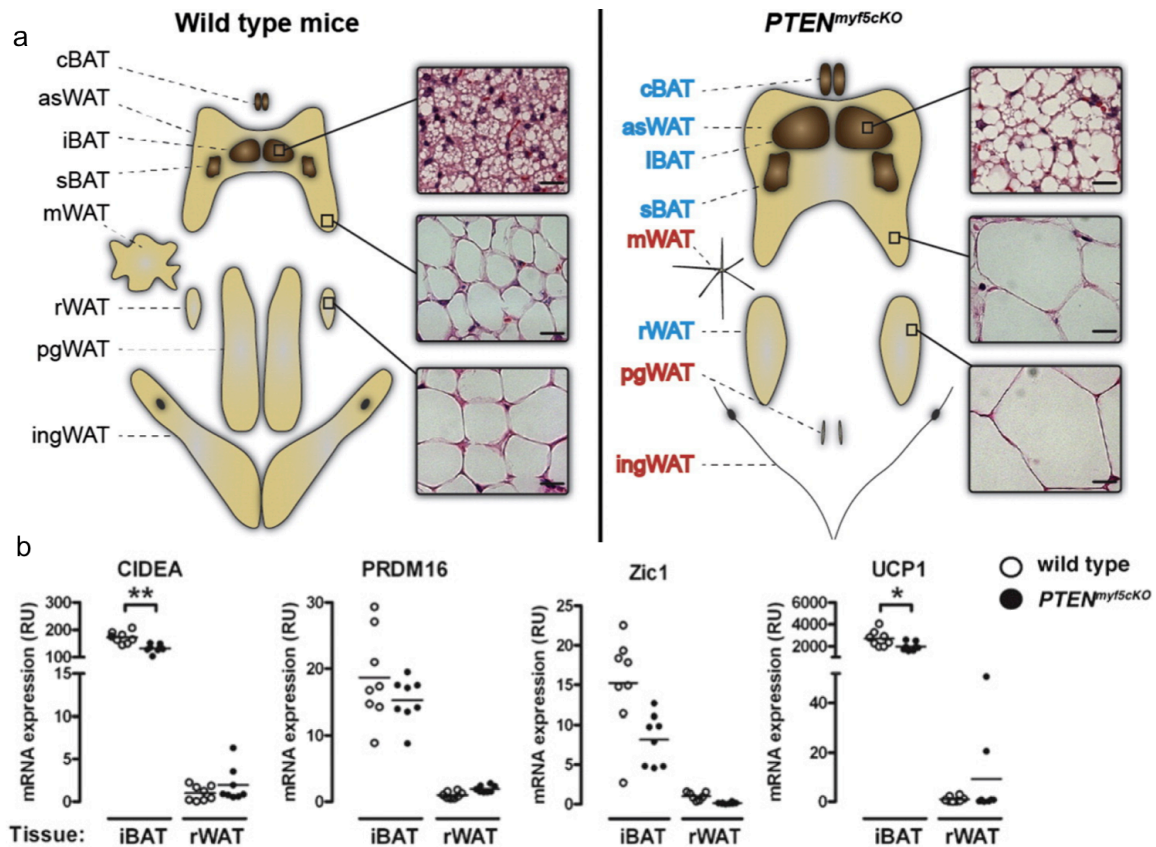 a
Wild type mice
PTENmyf5cKO
cBAT
asWAT
iBAT
sBAT
mWAT
rWAT
pgWAT
ingWAT
cBAT
asWAT
lBAT
sBAT
mWAT
rWAT
pgWAT
ingWAT
b
CIDEA
**
mRNA expression (RU)
300
200
100
15
10
5
0
PRDM16
mRNA expression (RU)
30
20
10
0
Zic1
mRNA expression (RU)
25
20
15
10
5
0
UCP1
*
mRNA expression (RU)
6000
4000
2000
40
20
0
wild type
PTENmyf5cKO
Tissue: iBAT rWAT iBAT rWAT iBAT rWAT iBAT rWAT